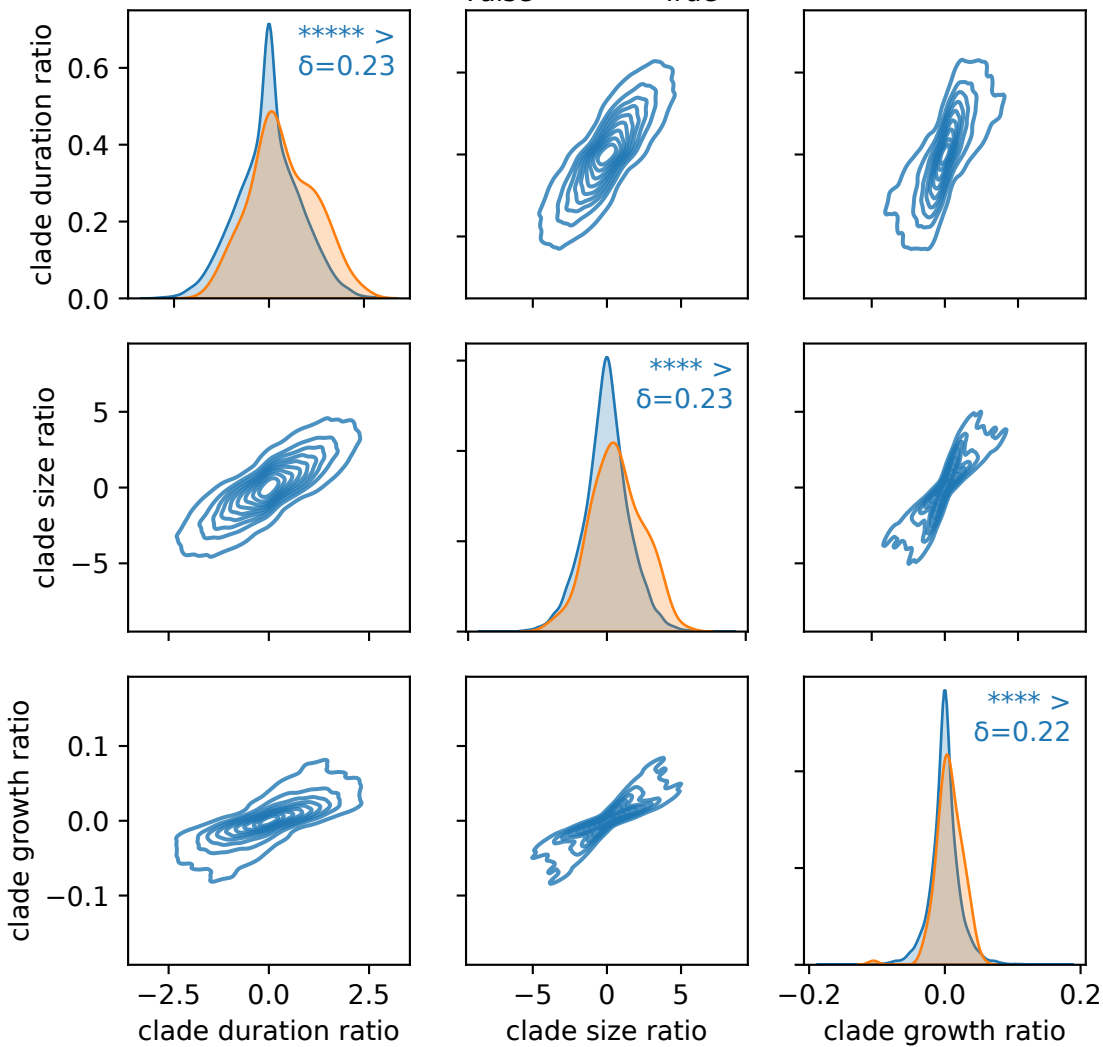 clade duration ratio
0.6
0.4
0.2
0.0
***** >
δ=0.23
clade size ratio
5
0
−5
**** >
δ=0.23
clade growth ratio
0.1
0.0
−0.1
**** >
δ=0.22
−2.5 0.0 2.5
−5 0 5
−0.2 0.0 0.2
clade duration ratio
clade size ratio
clade growth ratio